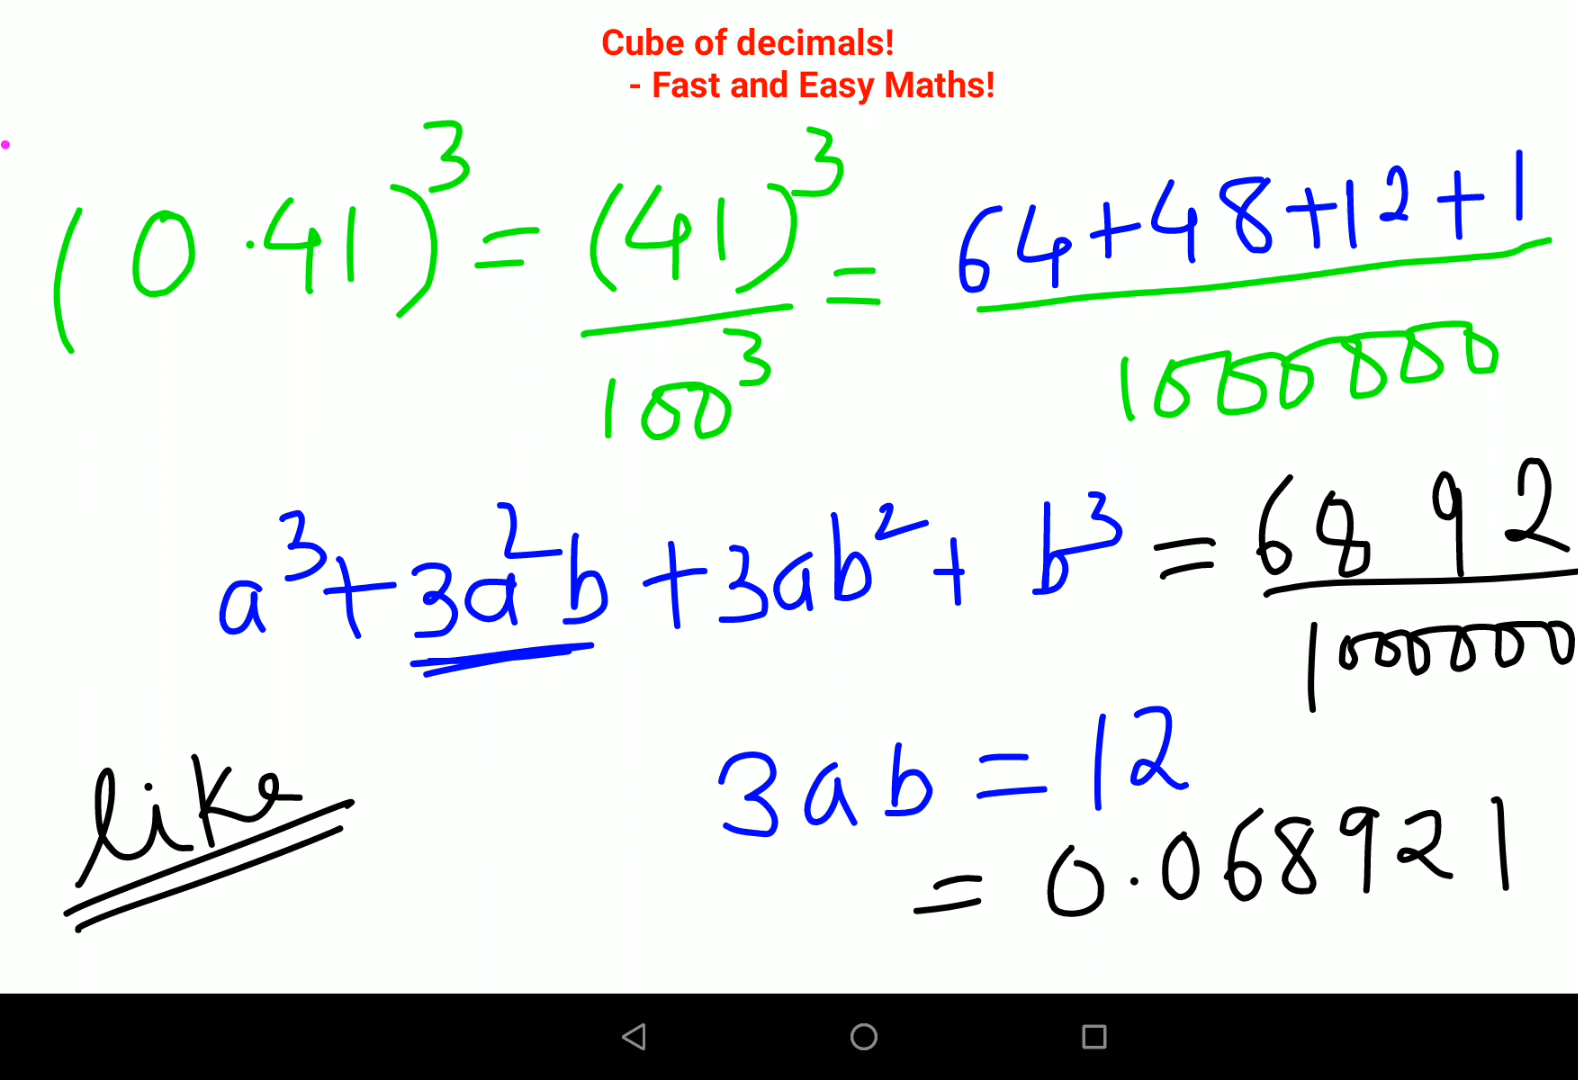 Cube of decimals!
- Fast and Easy Maths!
(0.41)³ = (41)³/100³ = 64+48+12+1/1000000
a³+3a²b+3ab²+b³ = 6892/1000000
3ab=12
= 0.068921
like